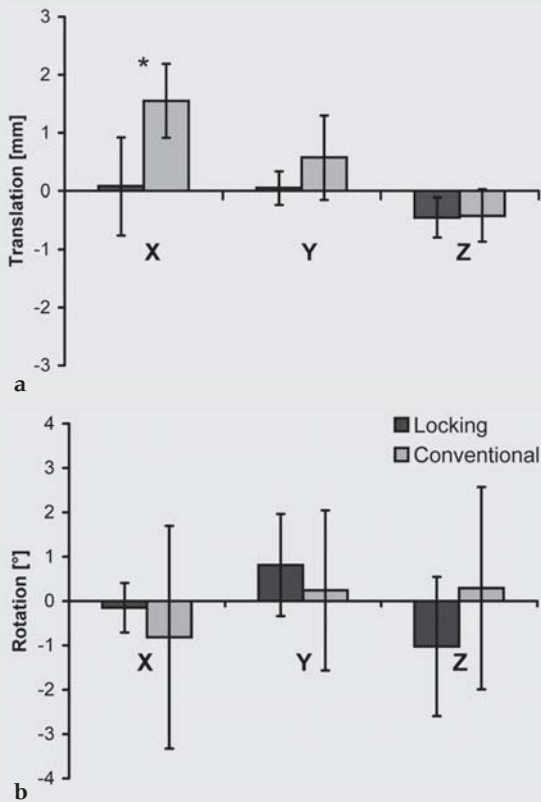 3
2
1
0
-1
-2
-3
Translation [mm]
*
X Y Z
a
4
3
2
1
0
-1
-2
-3
-4
Rotation [°]
Locking
Conventional
X Y Z
b